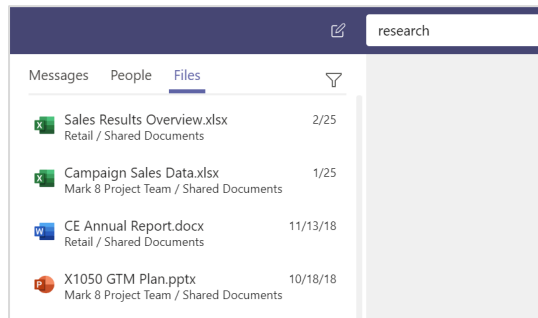 research
Messages People Files
Sales Results Overview.xlsx 2/25
Retail / Shared Documents
Campaign Sales Data.xlsx 1/25
Mark 8 Project Team / Shared Documents
CE Annual Report.docx 11/13/18
Retail / Shared Documents
X1050 GTM Plan.pptx 10/18/18
Mark 8 Project Team / Shared Documents